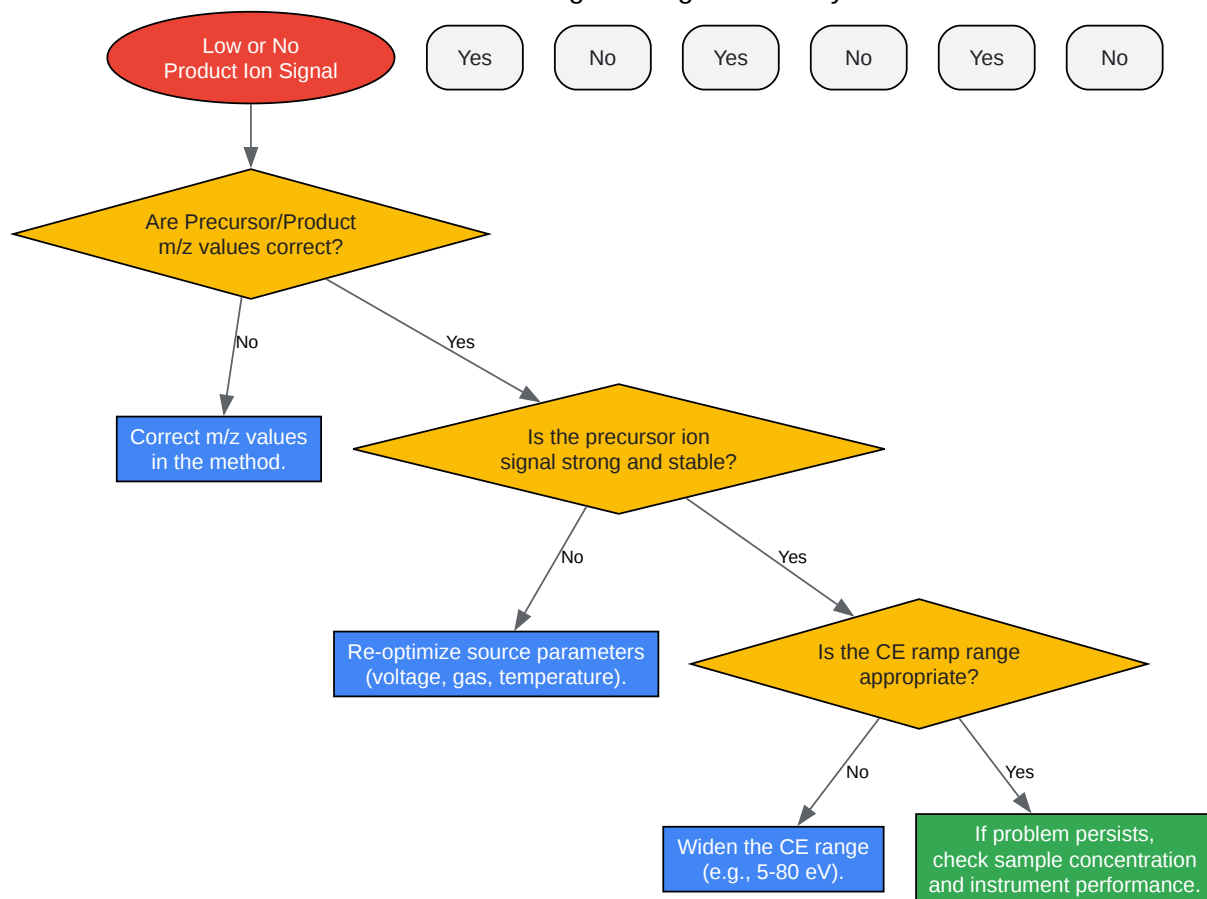 Low or No
Product Ion Signal
Yes
No
Yes
No
Yes
No
Are Precursor/Product
m/z values correct?
No
Yes
Correct m/z values
in the method.
Is the precursor ion
signal strong and stable?
No
Yes
Re-optimize source parameters
(voltage, gas, temperature).
Is the CE ramp range
appropriate?
No
Yes
Widen the CE range
(e.g., 5-80 eV).
If problem persists,
check sample concentration
and instrument performance.